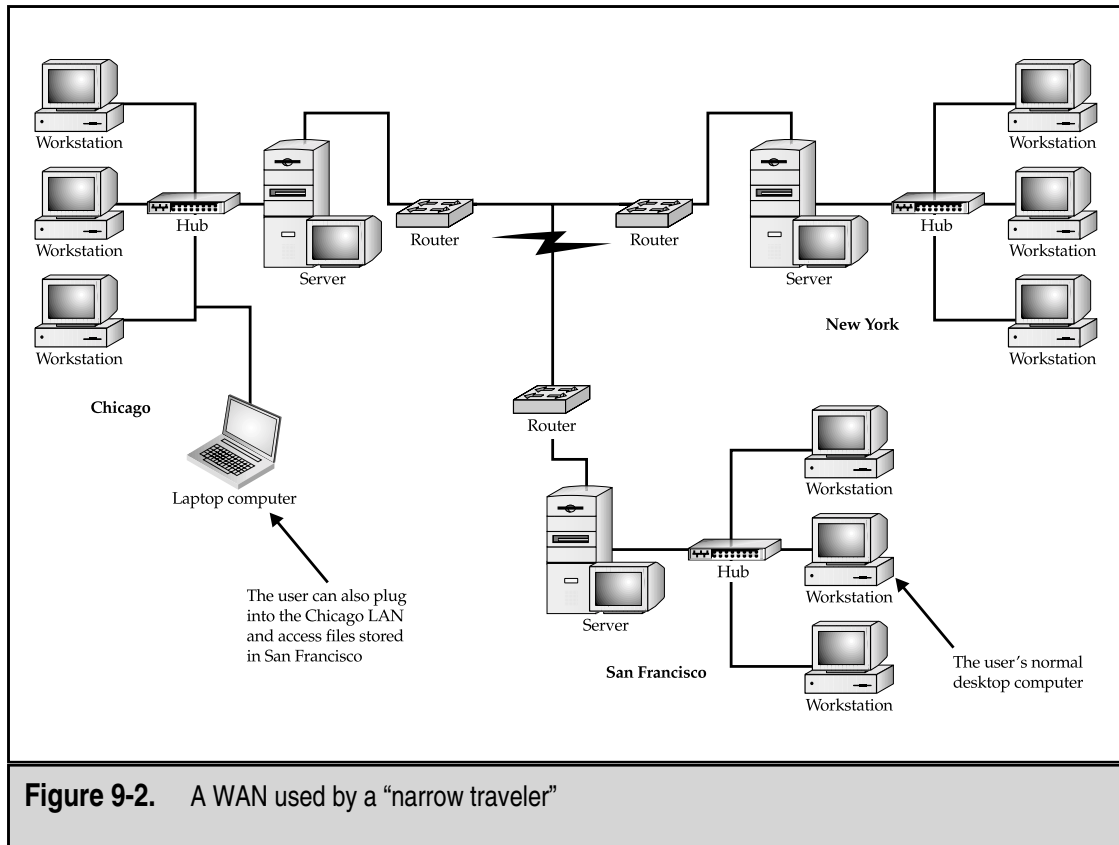 Workstation
Workstation
Workstation
Hub
Server
Router
Chicago
Laptop computer
The user can also plug
into the Chicago LAN
and access files stored
in San Francisco
Router
Server
Hub
New York
Workstation
Workstation
Workstation
Router
Server
Hub
San Francisco
Workstation
Workstation
Workstation
The user’s normal
desktop computer
Figure 9-2. A WAN used by a “narrow traveler”